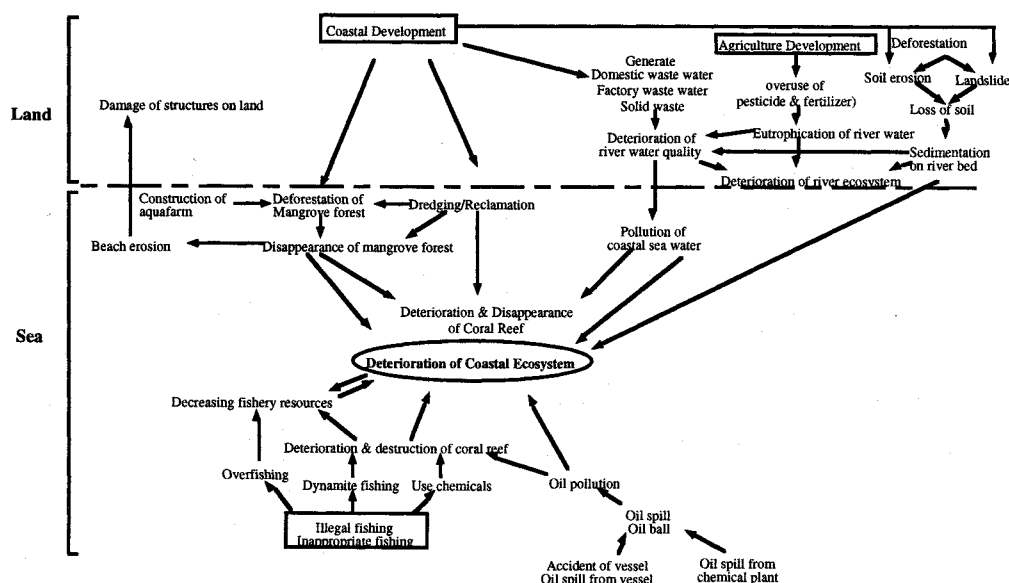 Coastal Development
Agriculture Development
Deforestation
Generate
Domestic waste water
Factory waste water
Solid waste
Soil erosion
Landslide
overuse of
pesticide & fertilizer)
Damage of structures on land
Land
Loss of soil
Deterioration of
river water quality
Eutrophication of river water
Sedimentation
on river bed
Deterioration of river ecosystem
Construction of
aquafarm
Deforestation of
Mangrove forest
Dredging/Reclamation
Beach erosion
Disappearance of mangrove forest
Pollution of
coastal sea water
Deterioration & Disappearance
of Coral Reef
Sea
Deterioration of Coastal Ecosystem
Decreasing fishery resources
Deterioration & destruction of coral reef
Overfishing
Dynamite fishing
Use chemicals
Oil pollution
Illegal fishing
Inappropriate fishing
Oil spill
Oil ball
Accident of vessel
Oil spill from vessel
Oil spill from
chemical plant